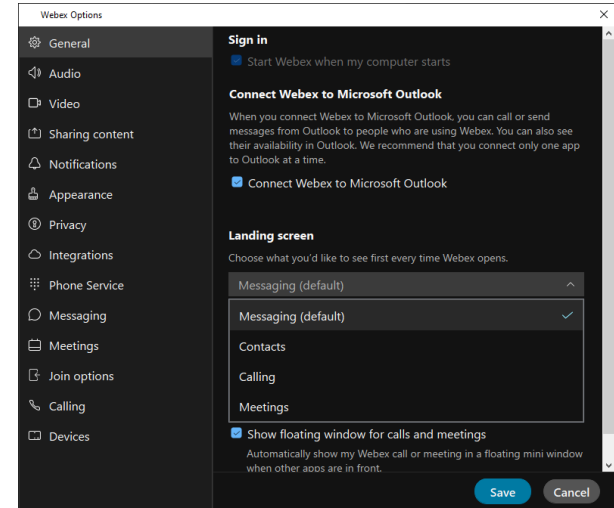 Webex Options
General
Audio
Video
Sharing content
Notifications
Appearance
Privacy
Integrations
Phone Service
Messaging
Meetings
Join options
Calling
Devices
Sign in
Start Webex when my computer starts
Connect Webex to Microsoft Outlook
When you connect Webex to Microsoft Outlook, you can call or send
messages from Outlook to people who are using Webex. You can also see
their availability in Outlook. We recommend that you connect only one app
to Outlook at a time.
Connect Webex to Microsoft Outlook
Landing screen
Choose what you'd like to see first every time Webex opens.
Messaging (default)
Messaging (default)
Contacts
Calling
Meetings
Show floating window for calls and meetings
Automatically show my Webex call or meeting in a floating mini window
when other apps are in front.
Save
Cancel